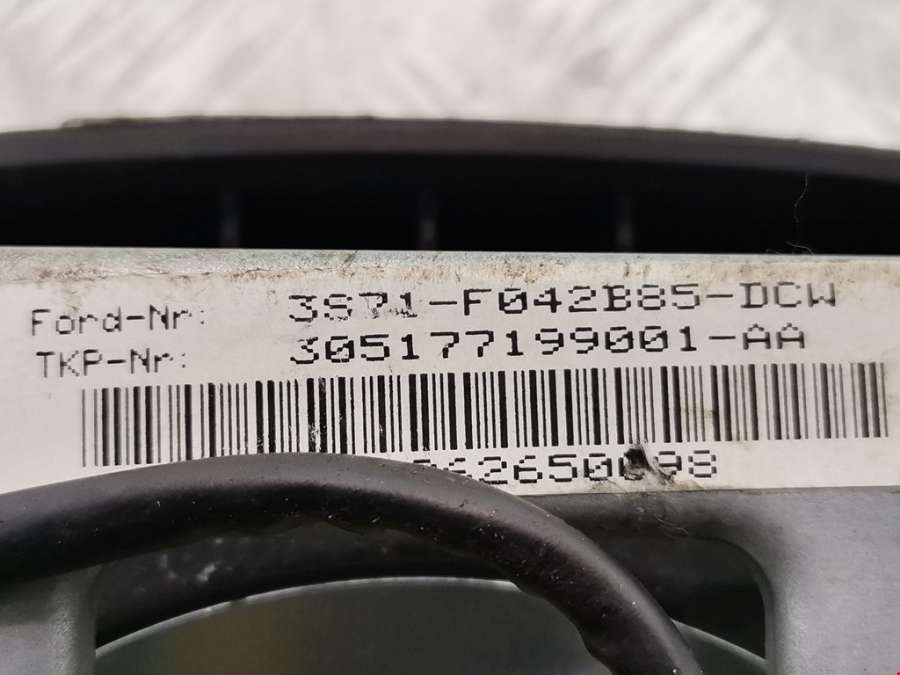 Ford-Nr: 3S71-F042B85-DCW
TKP-Nr: 305177199001-AA